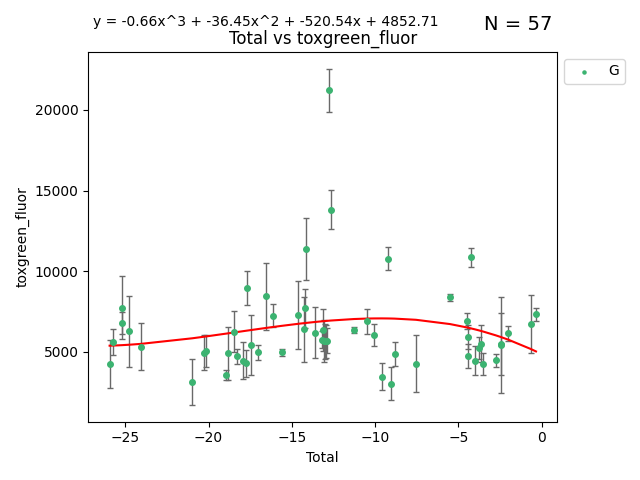 y = -0.66x^3 + -36.45x^2 + -520.54x + 4852.71
N = 57
Total vs toxgreen_fluor
G
20000
15000
10000
5000
toxgreen_fluor
−25 −20 −15 −10 −5 0
Total